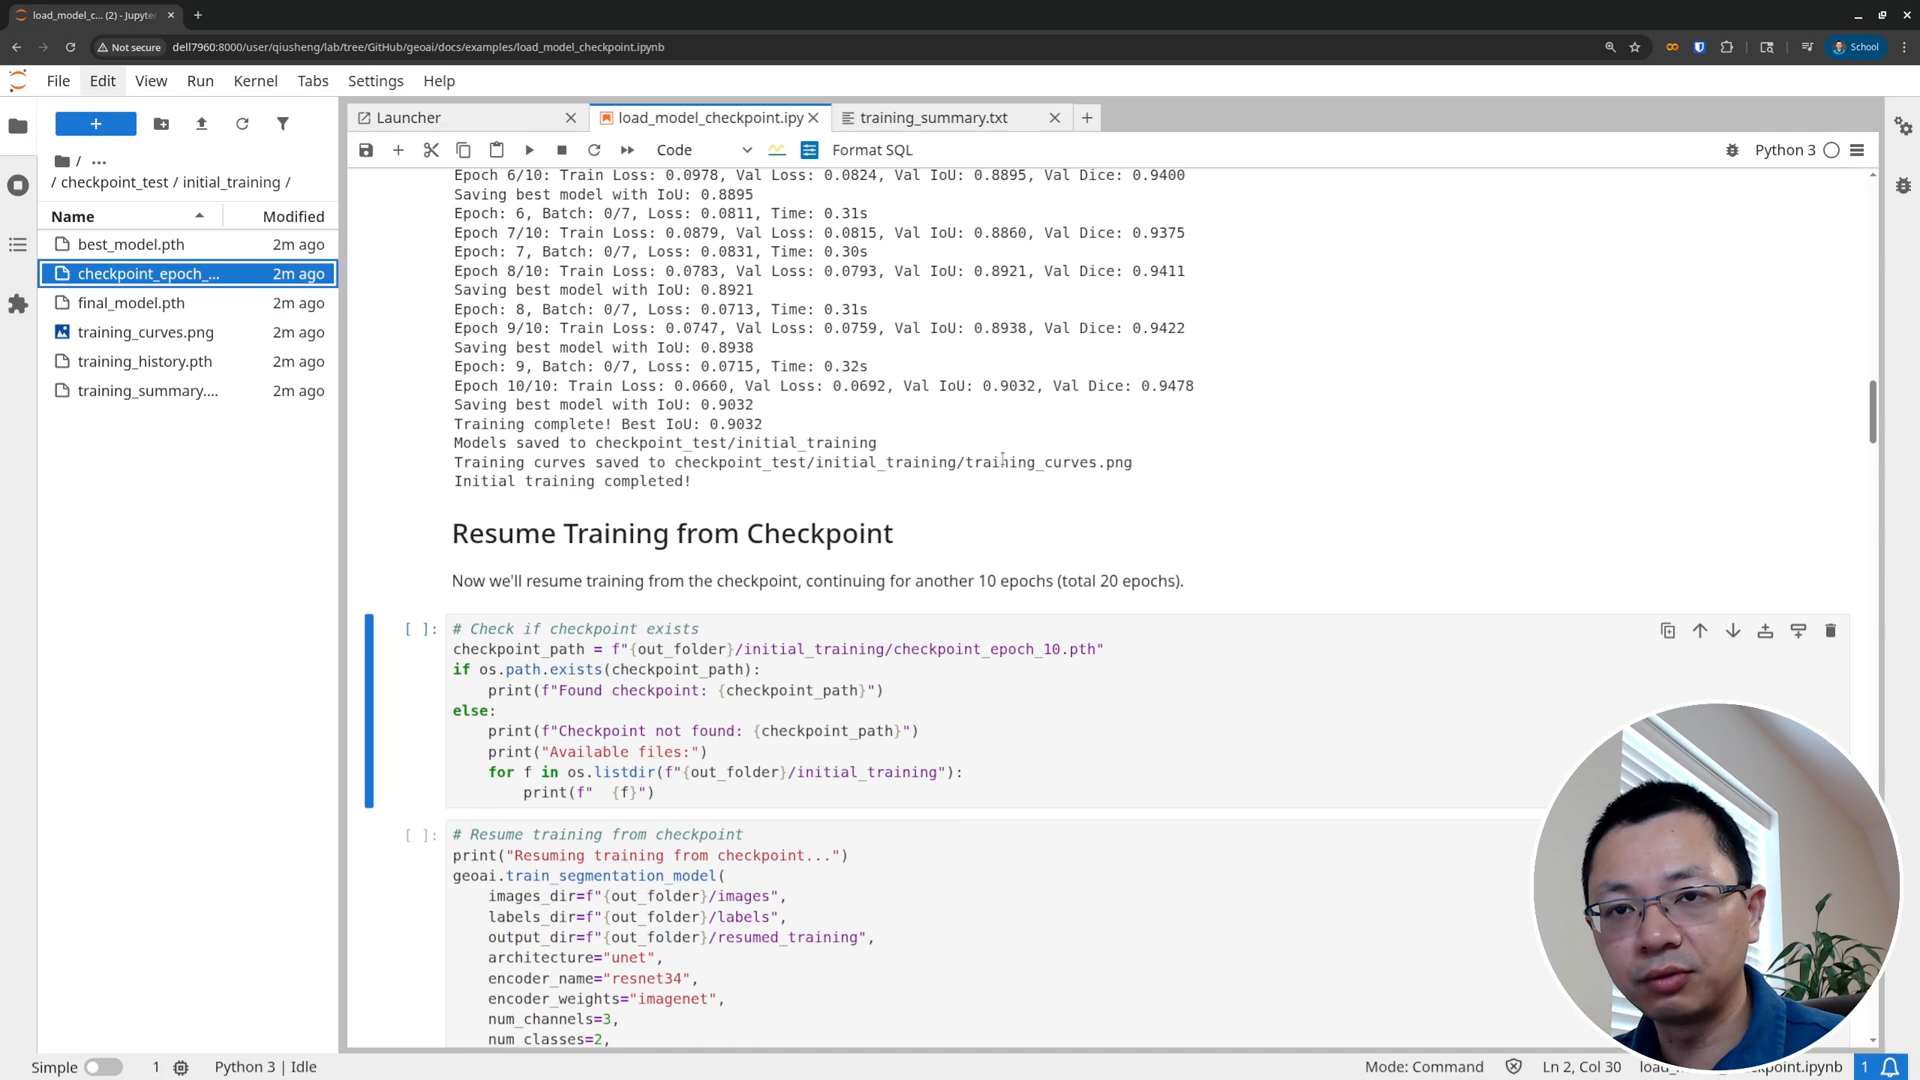 load_model_c... (2) - Jupyter
Not secure
dell7960:8000/user/qiusheng/lab/tree/GitHub/geoai/docs/examples/load_model_checkpoint.ipynb
School
File
Edit
View
Run
Kernel
Tabs
Settings
Help
/ ...
/ checkpoint_test / initial_training /
Name
Modified
best_model.pth
2m ago
checkpoint_epoch_...
2m ago
final_model.pth
2m ago
training_curves.png
2m ago
training_history.pth
2m ago
training_summary....
2m ago
Launcher
load_model_checkpoint.ipy
training_summary.txt
Code
Format SQL
Python 3
Epoch 6/10: Train Loss: 0.0978, Val Loss: 0.0824, Val IoU: 0.8895, Val Dice: 0.9400
Saving best model with IoU: 0.8895
Epoch: 6, Batch: 0/7, Loss: 0.0811, Time: 0.31s
Epoch 7/10: Train Loss: 0.0879, Val Loss: 0.0815, Val IoU: 0.8860, Val Dice: 0.9375
Epoch: 7, Batch: 0/7, Loss: 0.0831, Time: 0.30s
Epoch 8/10: Train Loss: 0.0783, Val Loss: 0.0793, Val IoU: 0.8921, Val Dice: 0.9411
Saving best model with IoU: 0.8921
Epoch: 8, Batch: 0/7, Loss: 0.0713, Time: 0.31s
Epoch 9/10: Train Loss: 0.0747, Val Loss: 0.0759, Val IoU: 0.8938, Val Dice: 0.9422
Saving best model with IoU: 0.8938
Epoch: 9, Batch: 0/7, Loss: 0.0715, Time: 0.32s
Epoch 10/10: Train Loss: 0.0660, Val Loss: 0.0692, Val IoU: 0.9032, Val Dice: 0.9478
Saving best model with IoU: 0.9032
Training complete! Best IoU: 0.9032
Models saved to checkpoint_test/initial_training
Training curves saved to checkpoint_test/initial_training/training_curves.png
Initial training completed!
Resume Training from Checkpoint
Now we'll resume training from the checkpoint, continuing for another 10 epochs (total 20 epochs).
[ ]:
# Check if checkpoint exists
checkpoint_path = f"{out_folder}/initial_training/checkpoint_epoch_10.pth"
if os.path.exists(checkpoint_path):
    print(f"Found checkpoint: {checkpoint_path}")
else:
    print(f"Checkpoint not found: {checkpoint_path}")
    print("Available files:")
    for f in os.listdir(f"{out_folder}/initial_training"):
        print(f"  {f}")
[ ]:
# Resume training from checkpoint
print("Resuming training from checkpoint...")
geoai.train_segmentation_model(
    images_dir=f"{out_folder}/images",
    labels_dir=f"{out_folder}/labels",
    output_dir=f"{out_folder}/resumed_training",
    architecture="unet",
    encoder_name="resnet34",
    encoder_weights="imagenet",
    num_channels=3,
    num_classes=2,
Simple
1
Python 3 | Idle
Mode: Command
Ln 2, Col 30
load_
kpoint.ipynb
1